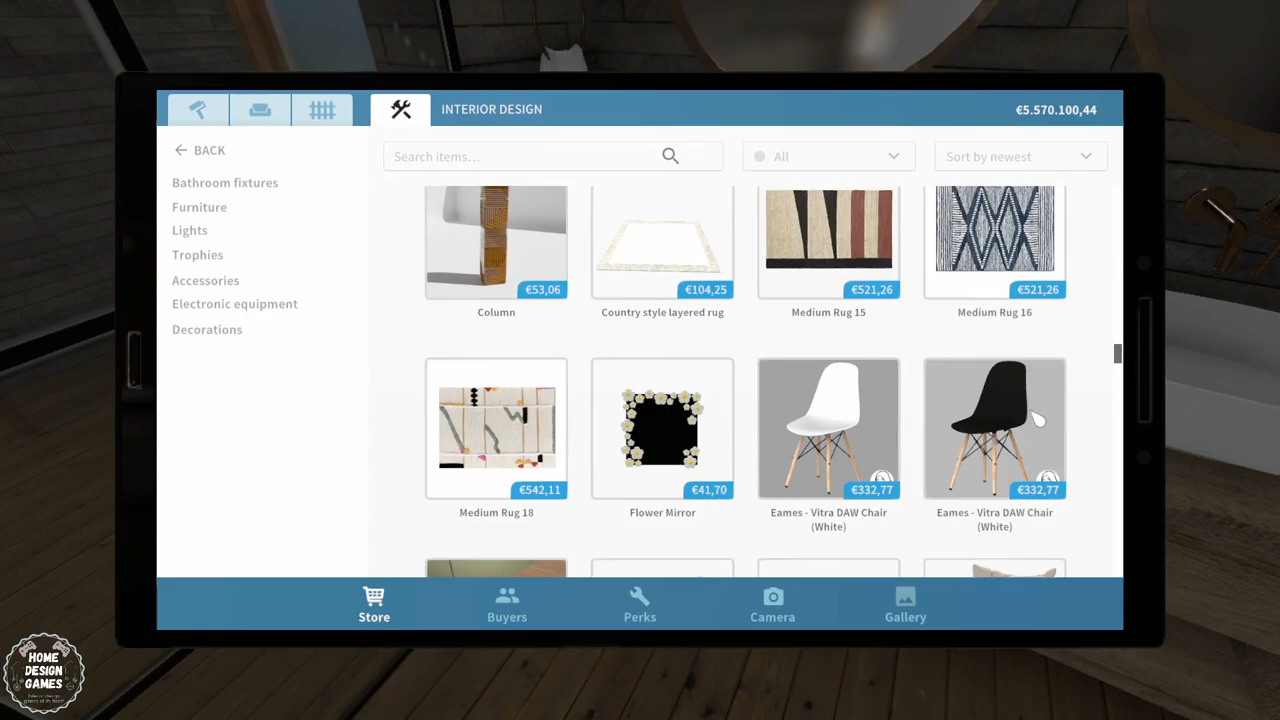 INTERIOR DESIGN
€5.570.100,44
BACK
Search items...
All
Sort by newest
Bathroom fixtures
Furniture
Lights
Trophies
Accessories
Electronic equipment
Decorations
€53,06
€104,25
€521,26
€521,26
Column
Country style layered rug
Medium Rug 15
Medium Rug 16
€542,11
€41,70
€332,77
€332,77
Medium Rug 18
Flower Mirror
Eames - Vitra DAW Chair
(White)
Eames - Vitra DAW Chair
(White)
Store
Buyers
Perks
Camera
Gallery
HOME
DESIGN
GAMES